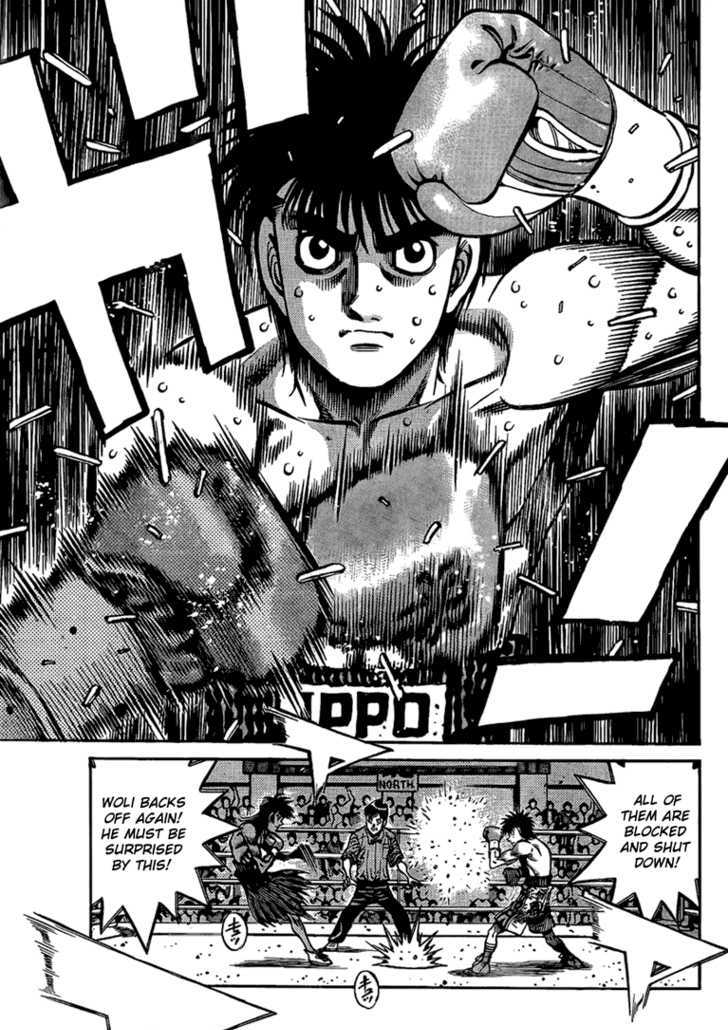 IPPO
WOLI BACKS
OFF AGAIN!
HE MUST BE
SURPRISED
BY THIS!
NORTH
ALL OF
THEM ARE
BLOCKED
AND SHUT
DOWN!